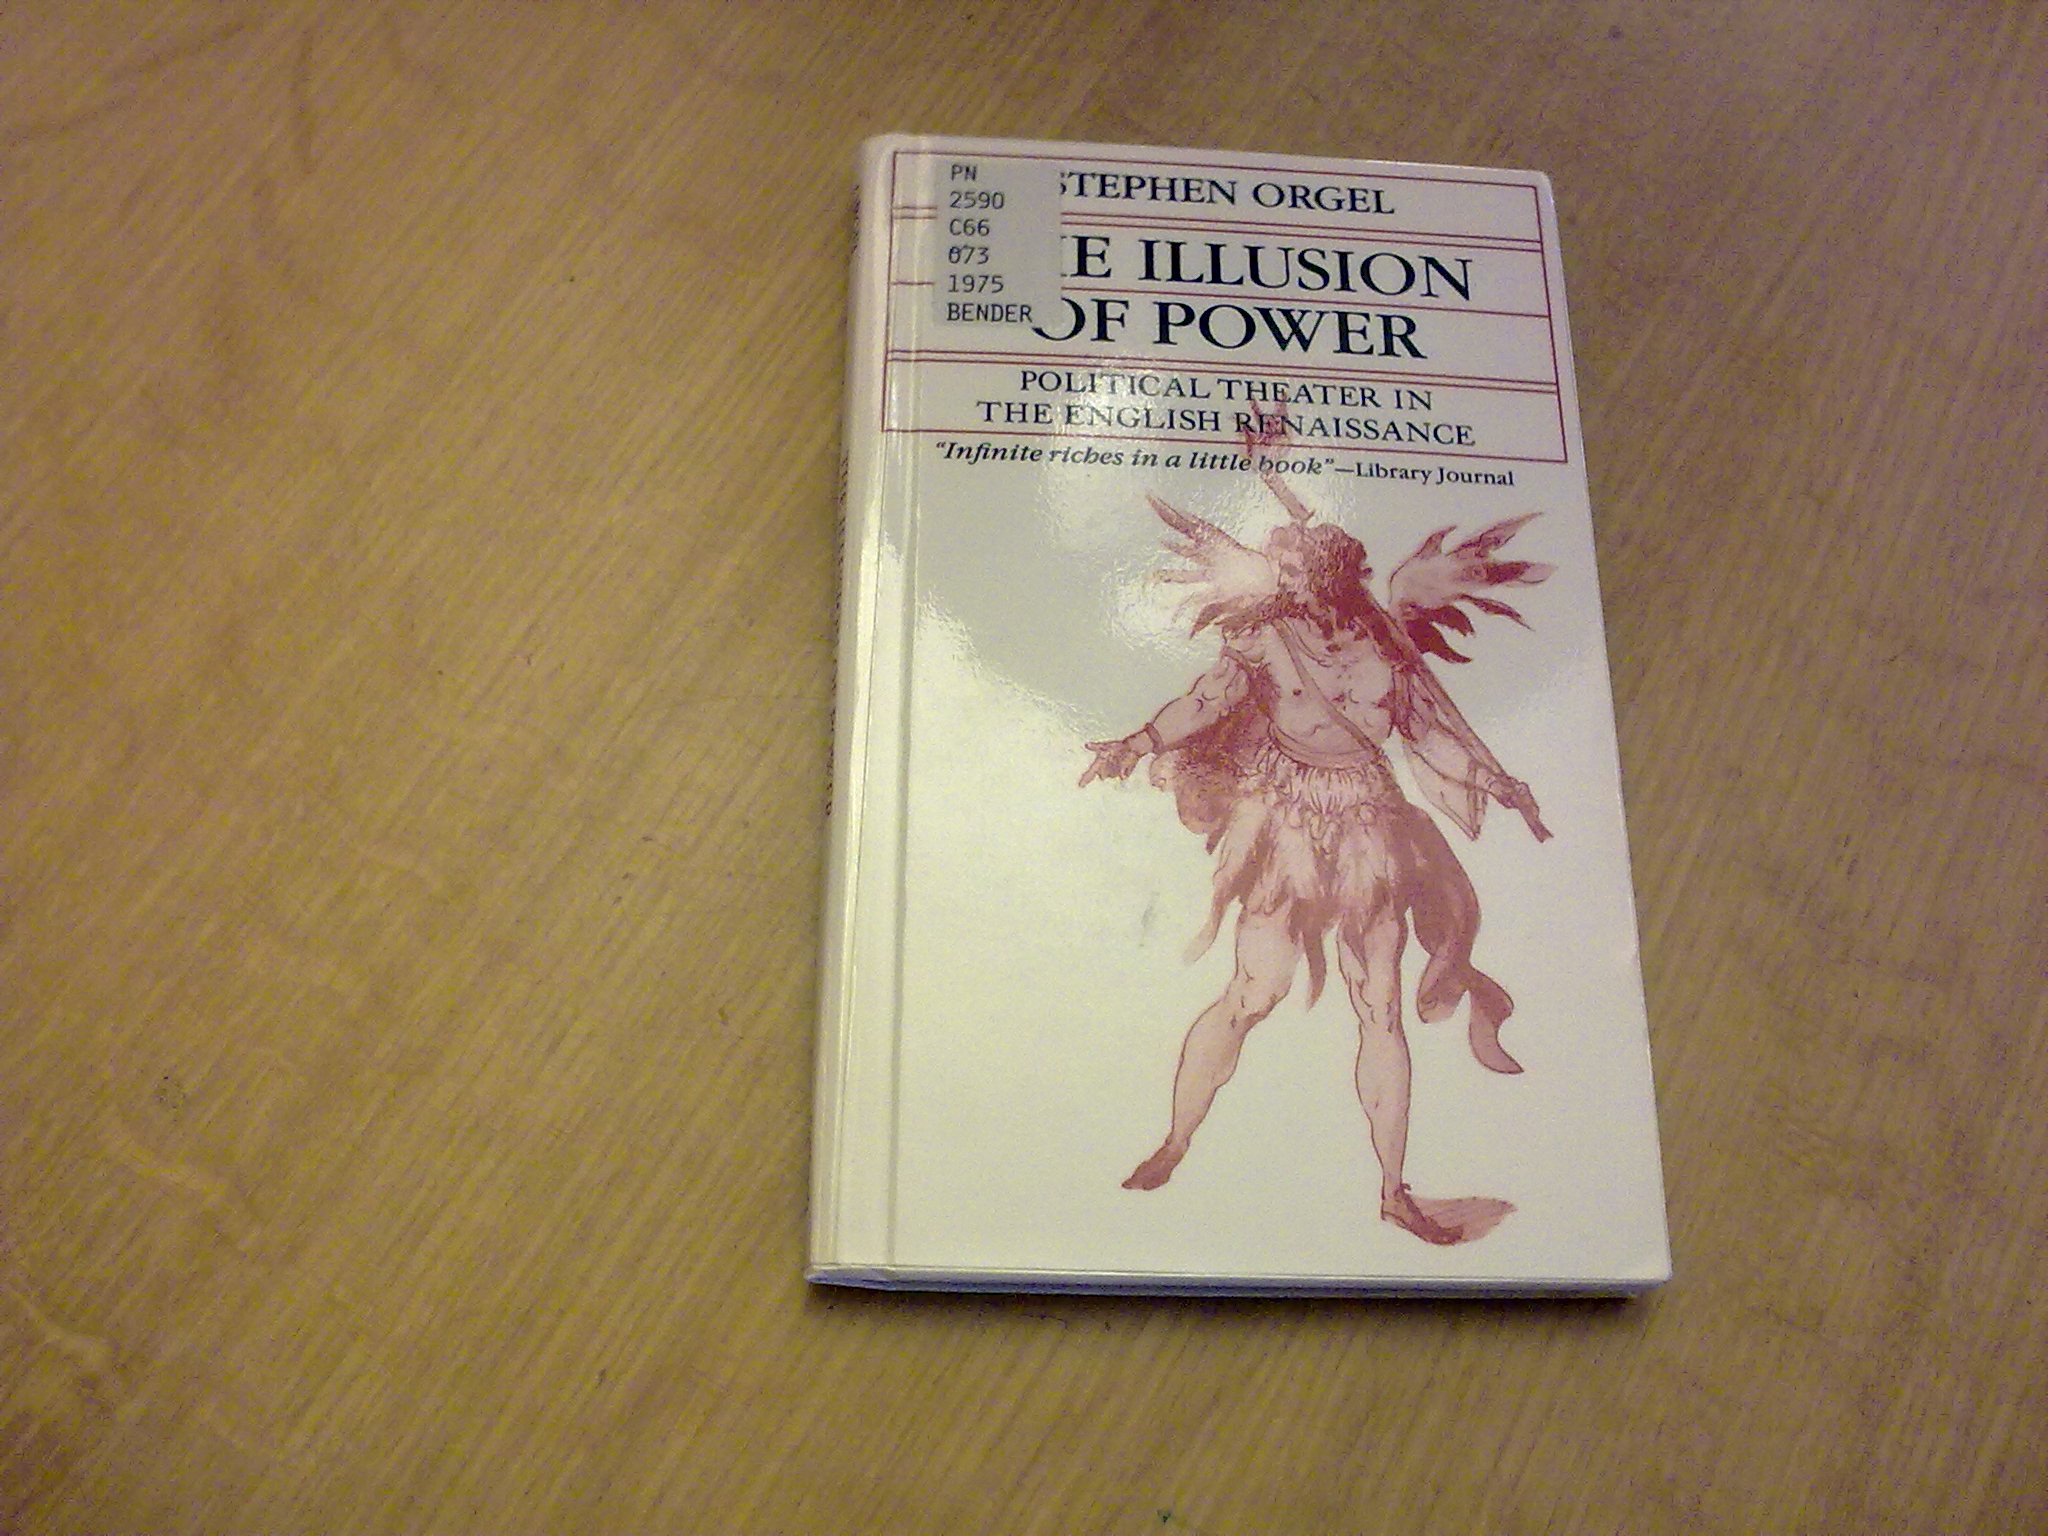 PN
2590
C66
073
1975
BENDER
STEPHEN ORGEL
E ILLUSION
OF POWER
POLITICAL THEATER IN
THE ENGLISH RENAISSANCE
"Infinite riches in a little book"—Library Journal